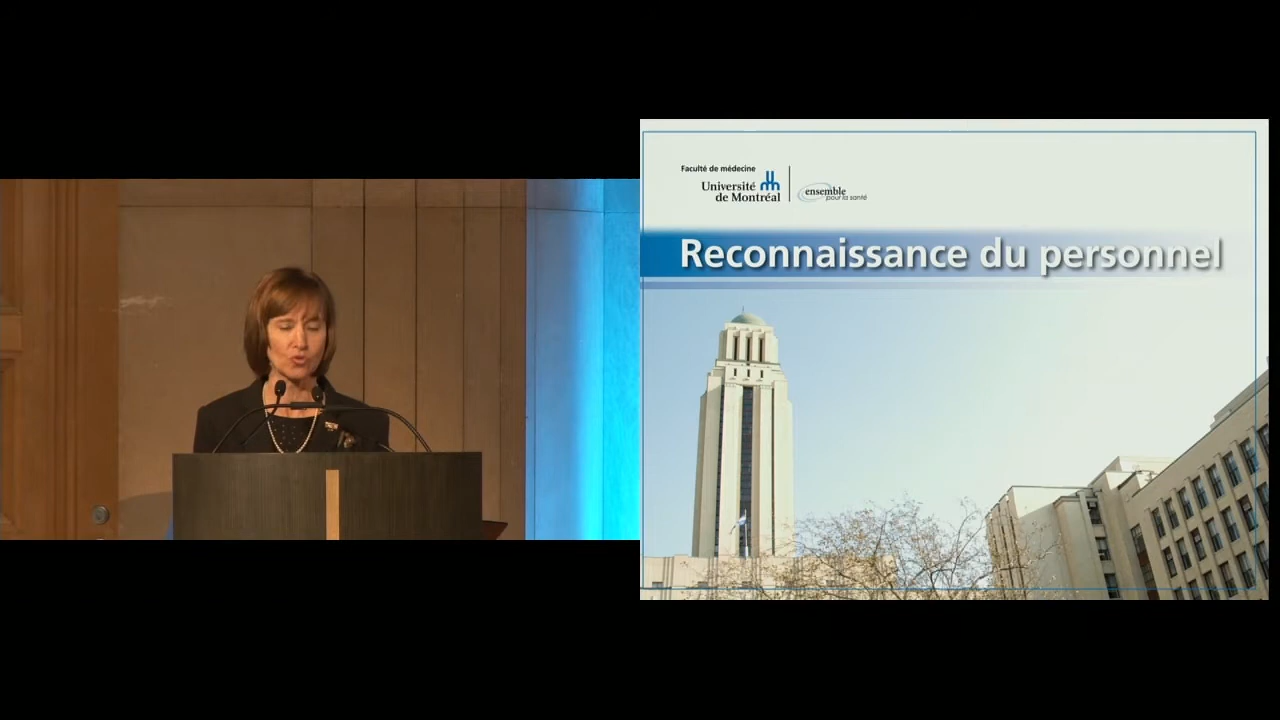 Faculté de médecine
Université
de Montréal
ensemble
pour la santé
Reconnaissance du personnel